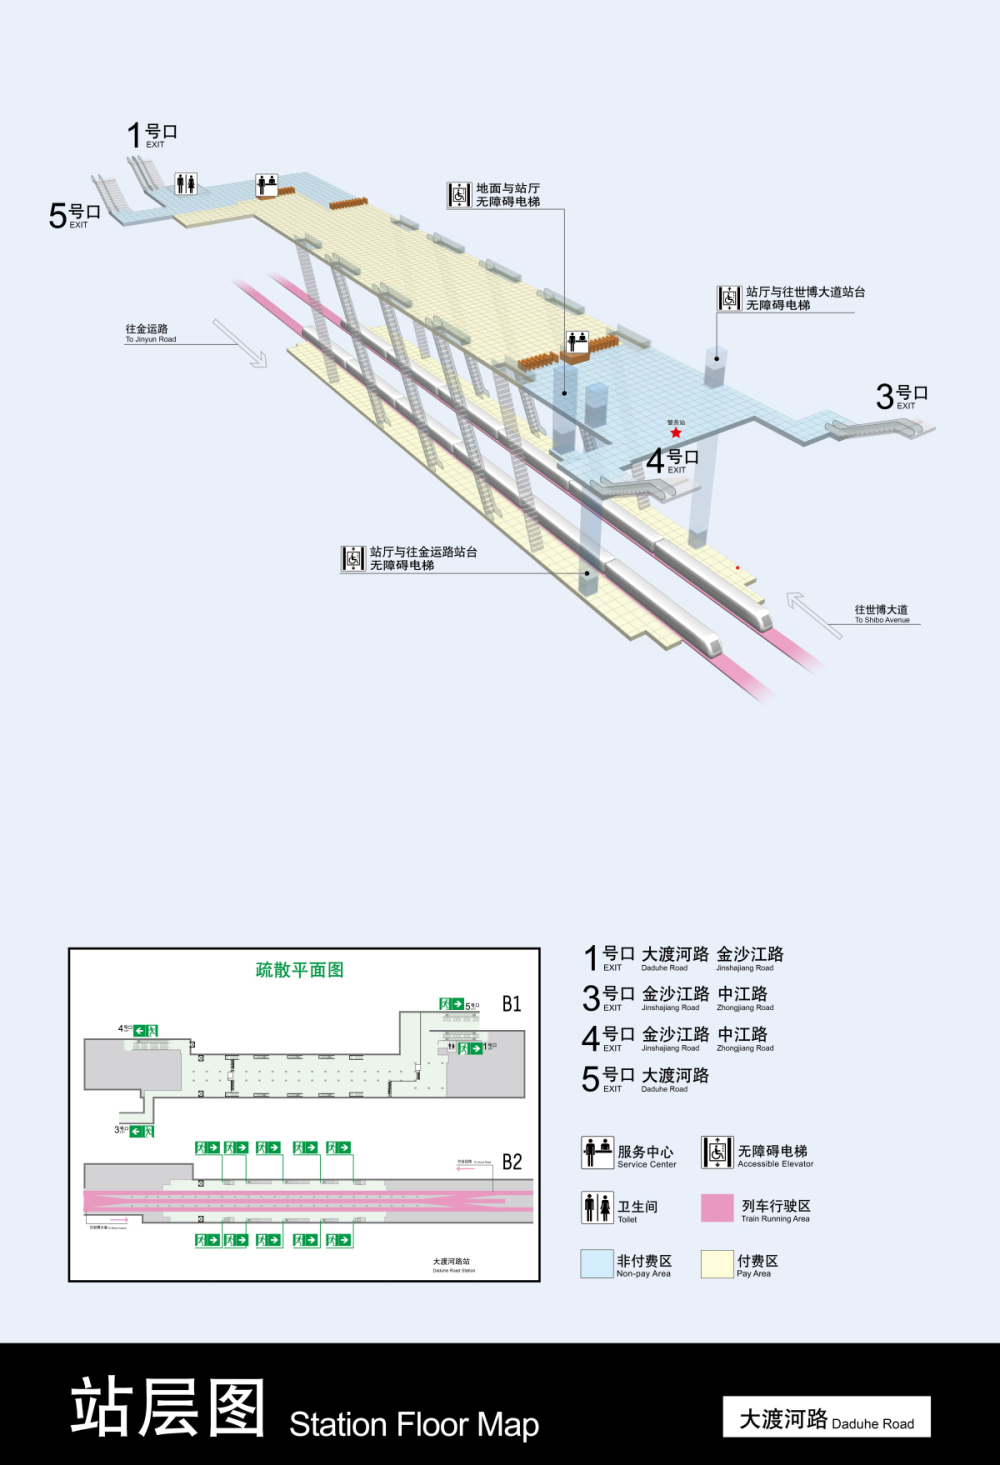 1号口
EXIT
5号口
EXIT
地面与站厅
无障碍电梯
站厅与往世博大道站台
无障碍电梯
往金运路
To Jinyun Road
3号口
EXIT
警务站
4号口
EXIT
站厅与往金运路站台
无障碍电梯
往世博大道
To Shibo Avenue
疏散平面图
B1
5号口
4号口
1号口
3号口
B2
大渡河路站
Daduhe Road Station
1号口 大渡河路 金沙江路
EXIT Daduhe Road Jinshajiang Road
3号口 金沙江路 中江路
EXIT Jinshajiang Road Zhongjiang Road
4号口 金沙江路 中江路
EXIT Jinshajiang Road Zhongjiang Road
5号口 大渡河路
EXIT Daduhe Road
服务中心
Service Center
无障碍电梯
Accessible Elevator
卫生间
Toilet
列车行驶区
Train Running Area
非付费区
Non-pay Area
付费区
Pay Area
站层图 Station Floor Map
大渡河路 Daduhe Road